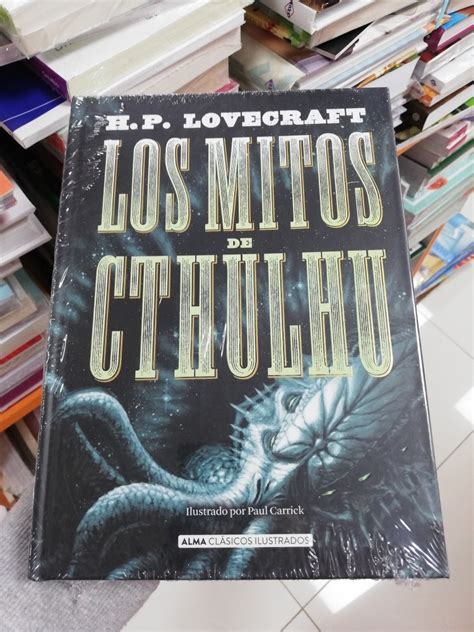 H.P. LOVECRAFT
LOS MITOS
DE
CTHULHU
Ilustrado por Paul Carrick
ALMA CLÁSICOS ILUSTRADOS